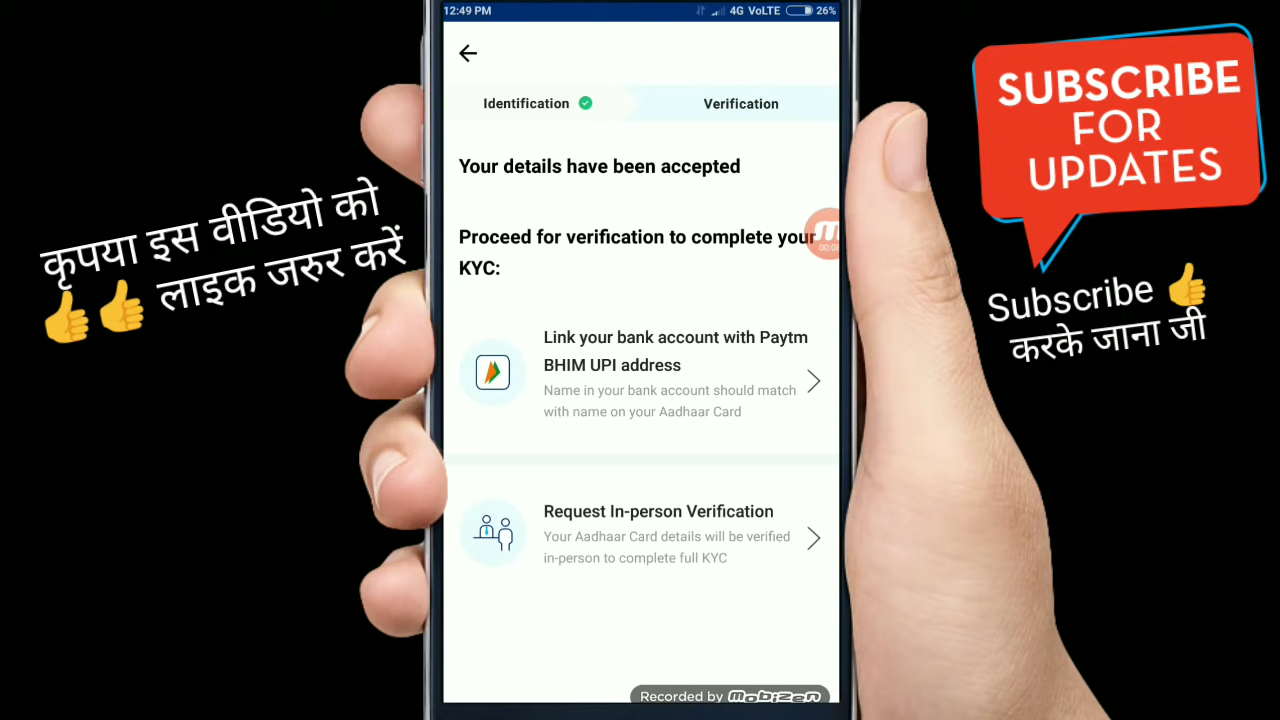 12:49 PM 4G VoLTE 26%
Identification Verification
Your details have been accepted
Proceed for verification to complete your
KYC:
00:08
Link your bank account with Paytm
BHIM UPI address
Name in your bank account should match
with name on your Aadhaar Card
Request In-person Verification
Your Aadhaar Card details will be verified
in-person to complete full KYC
Recorded by mobizen
कृपया इस वीडियो को
👍👍 लाइक जरुर करें
SUBSCRIBE
FOR
UPDATES
Subscribe 👍
करके जाना जी